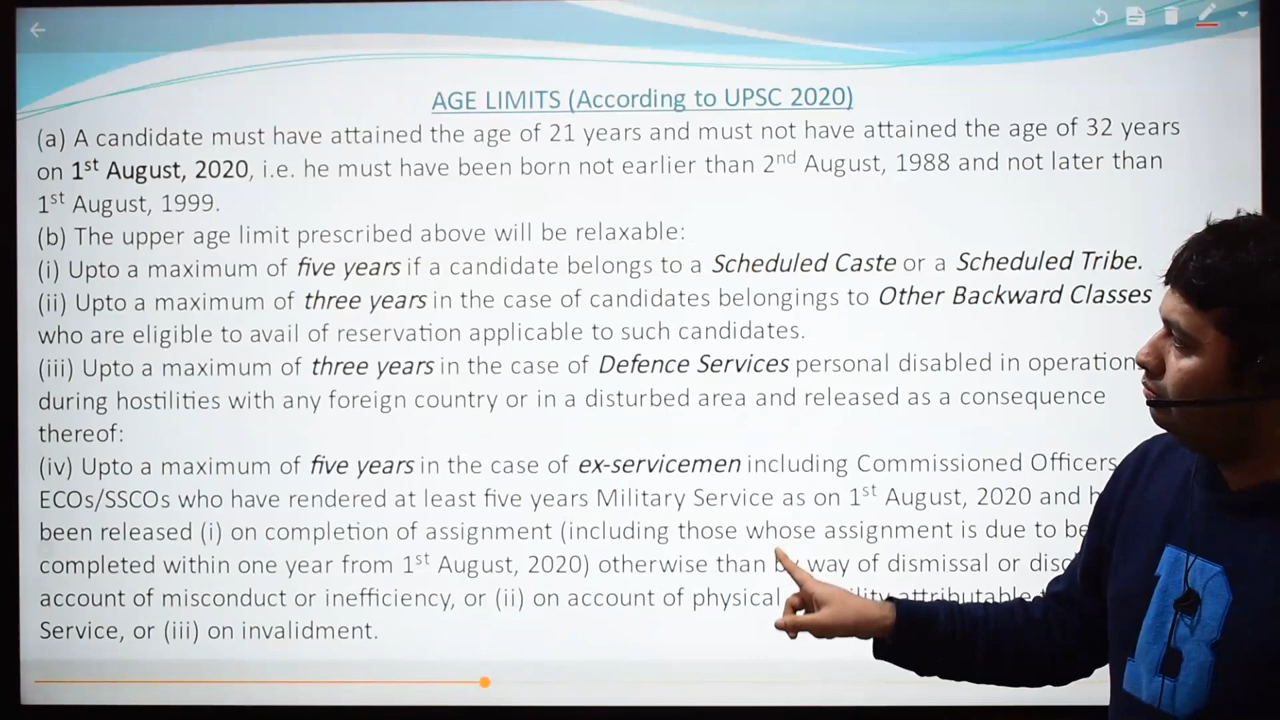 AGE LIMITS (According to UPSC 2020)
(a) A candidate must have attained the age of 21 years and must not have attained the age of 32 years
on 1st August, 2020, i.e. he must have been born not earlier than 2nd August, 1988 and not later than
1st August, 1999.
(b) The upper age limit prescribed above will be relaxable:
(i) Upto a maximum of five years if a candidate belongs to a Scheduled Caste or a Scheduled Tribe.
(ii) Upto a maximum of three years in the case of candidates belongings to Other Backward Classes
who are eligible to avail of reservation applicable to such candidates.
(iii) Upto a maximum of three years in the case of Defence Services personal disabled in operation
during hostilities with any foreign country or in a disturbed area and released as a consequence
thereof:
(iv) Upto a maximum of five years in the case of ex-servicemen including Commissioned Officers
ECOs/SSCOs who have rendered at least five years Military Service as on 1st August, 2020 and
been released (i) on completion of assignment (including those whose assignment is due to be
completed within one year from 1st August, 2020) otherwise than by way of dismissal or
account of misconduct or inefficiency, or (ii) on account of physical attributable
Service, or (iii) on invalidment.
B